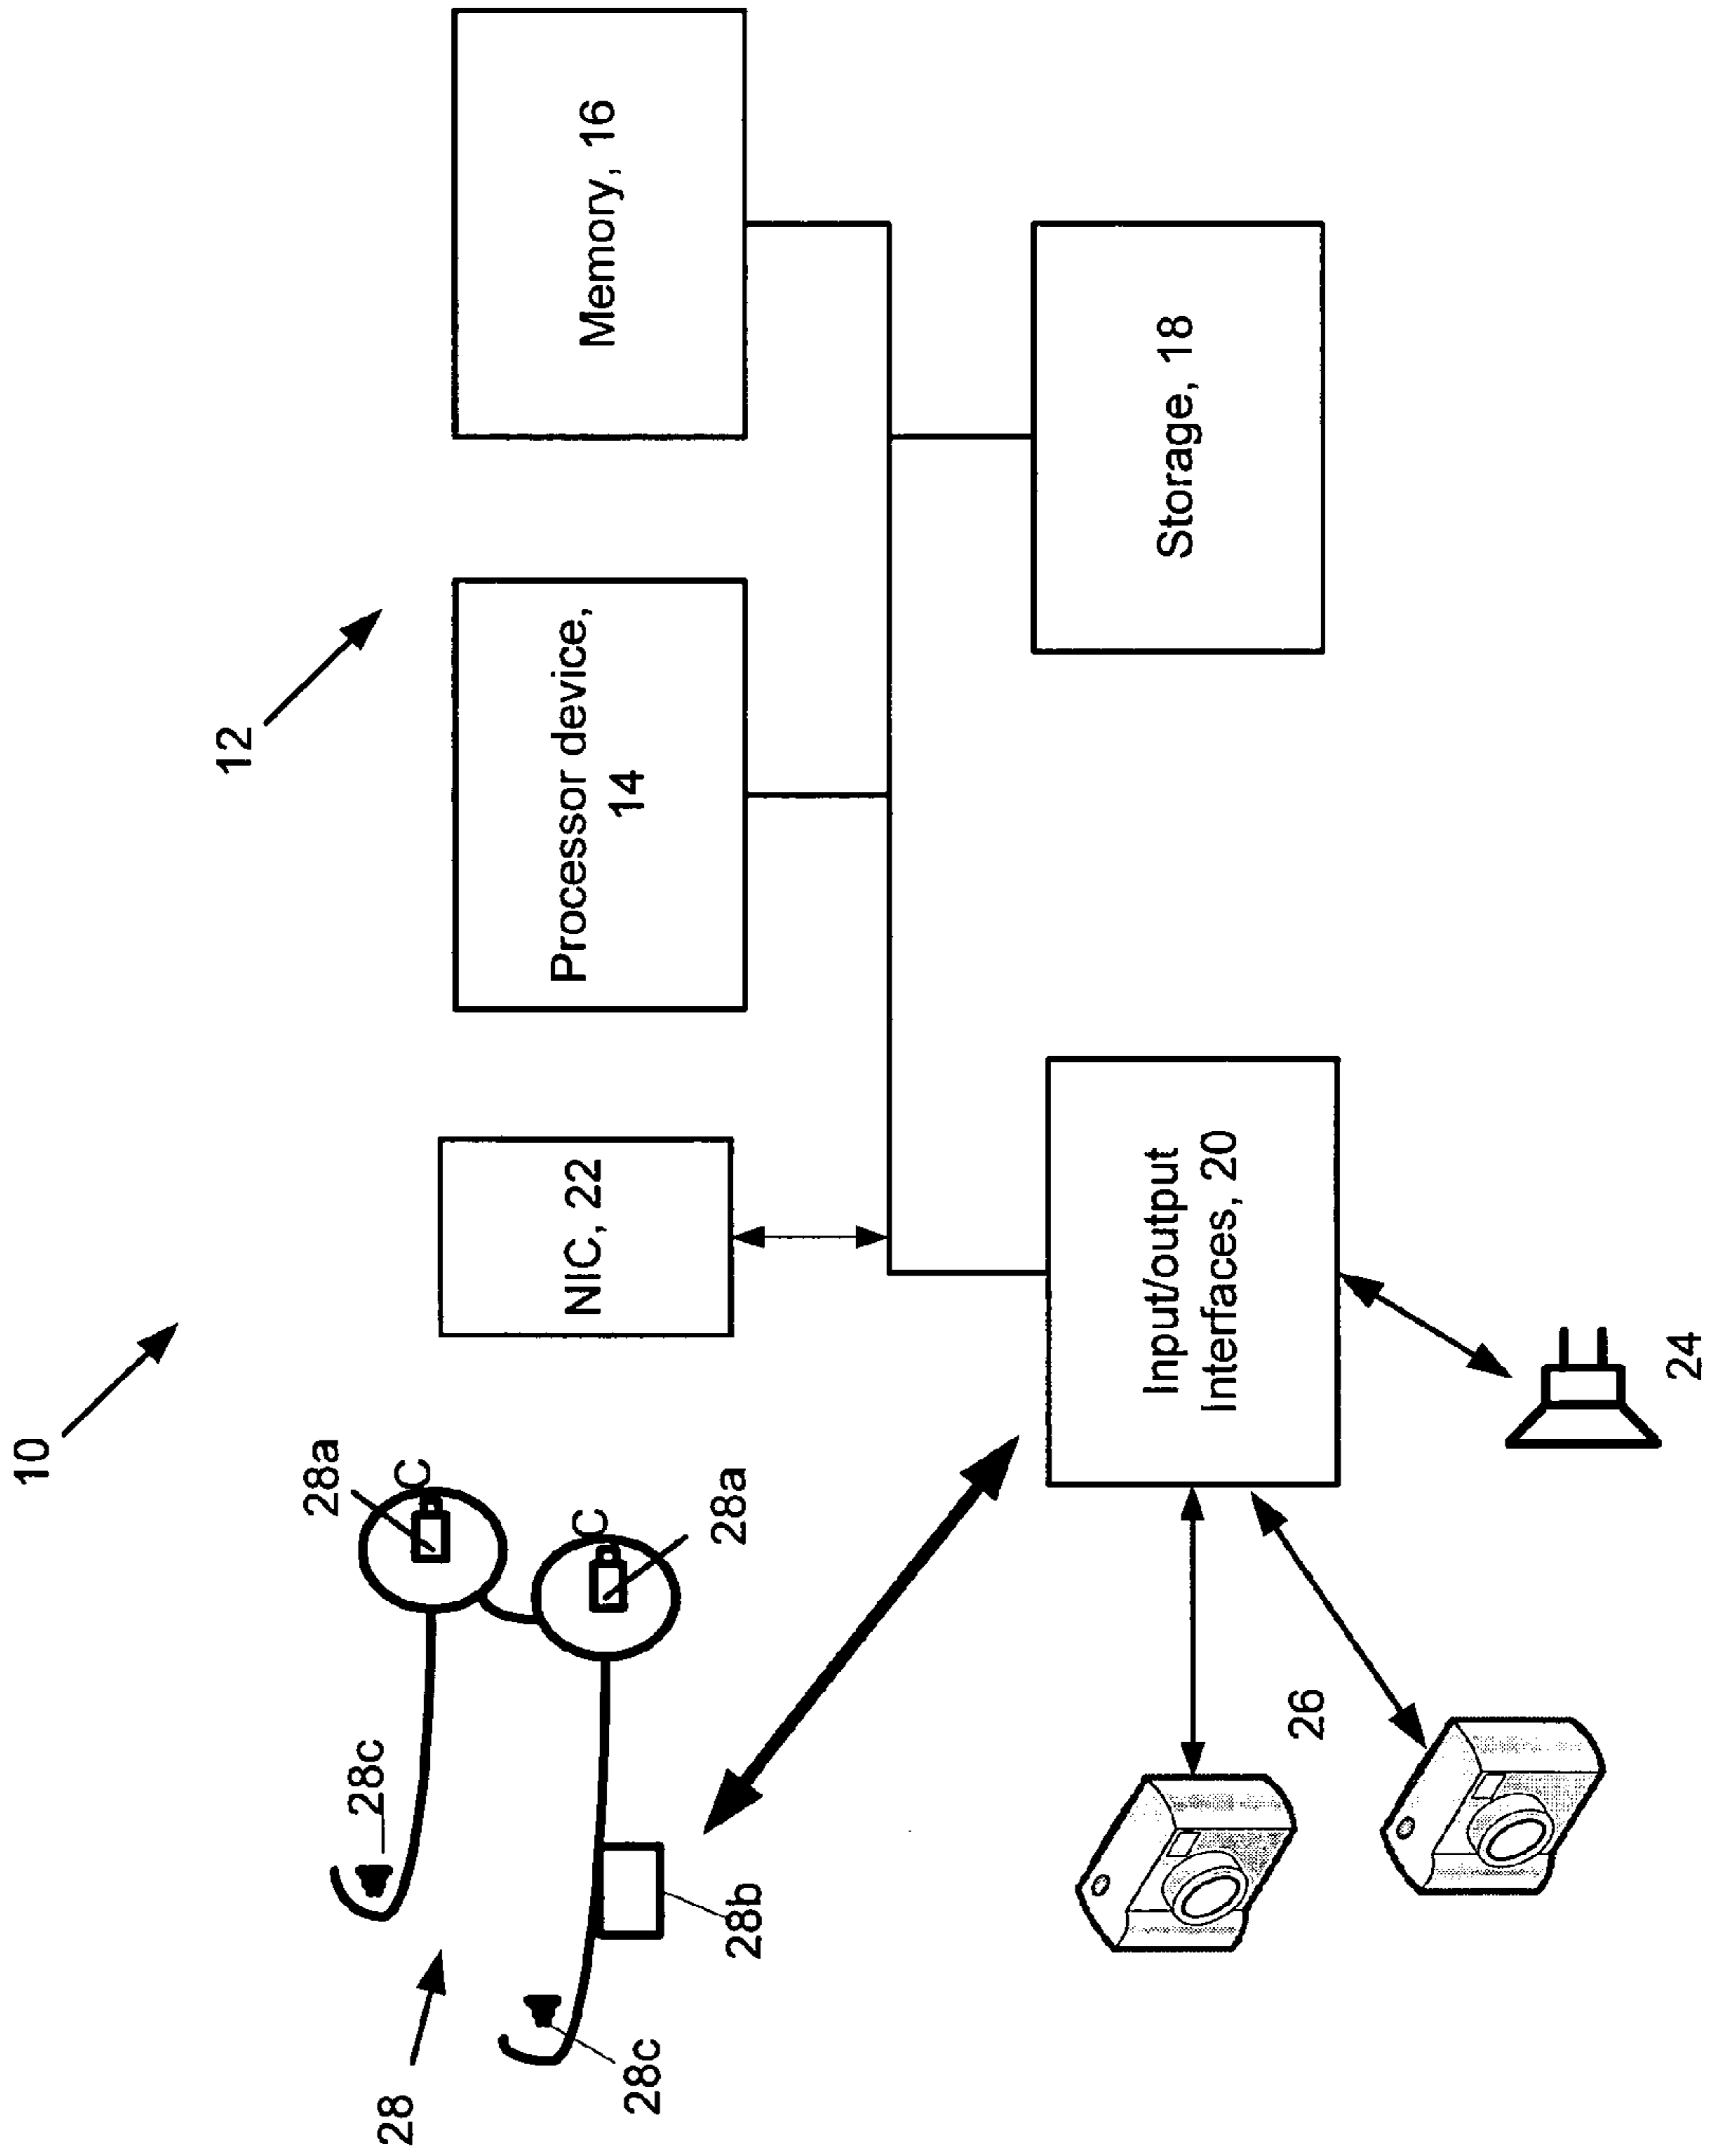 10
12
28a
28c
28
C
Processor device,
14
NIC, 22
C
Memory, 16
28c
28a
28b
Input/output
Interfaces, 20
Storage, 18
26
24